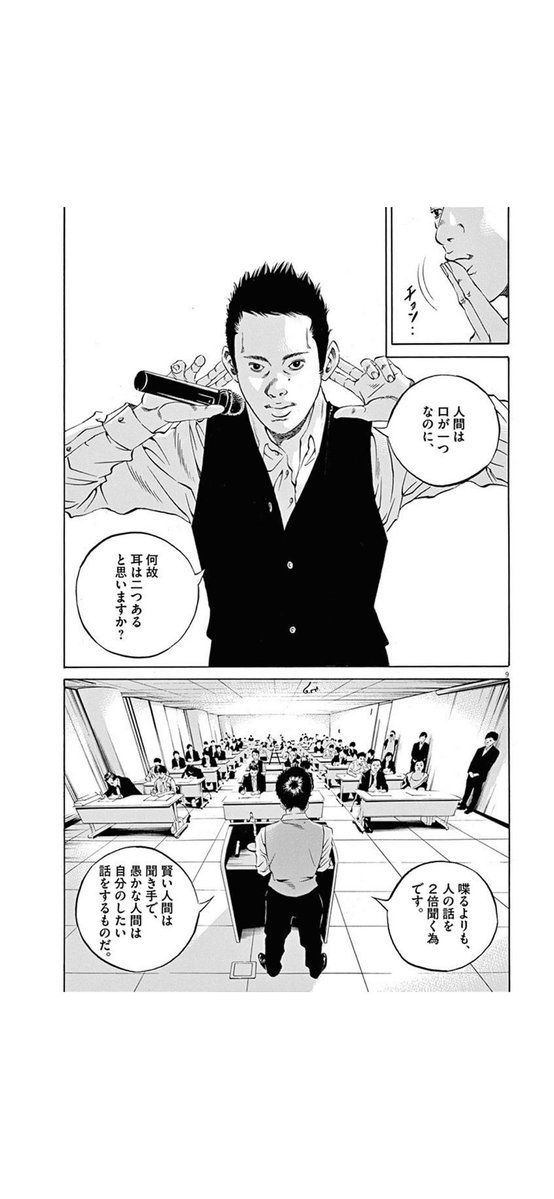 チョン‥
人間は
口が一つ
なのに、
何故
耳は二つある
と思いますか?
9
喋るよりも、
人の話を
2倍聞く為
です。
賢い人間は
聞き手で、
愚かな人間は
自分のしたい
話をするものだ。